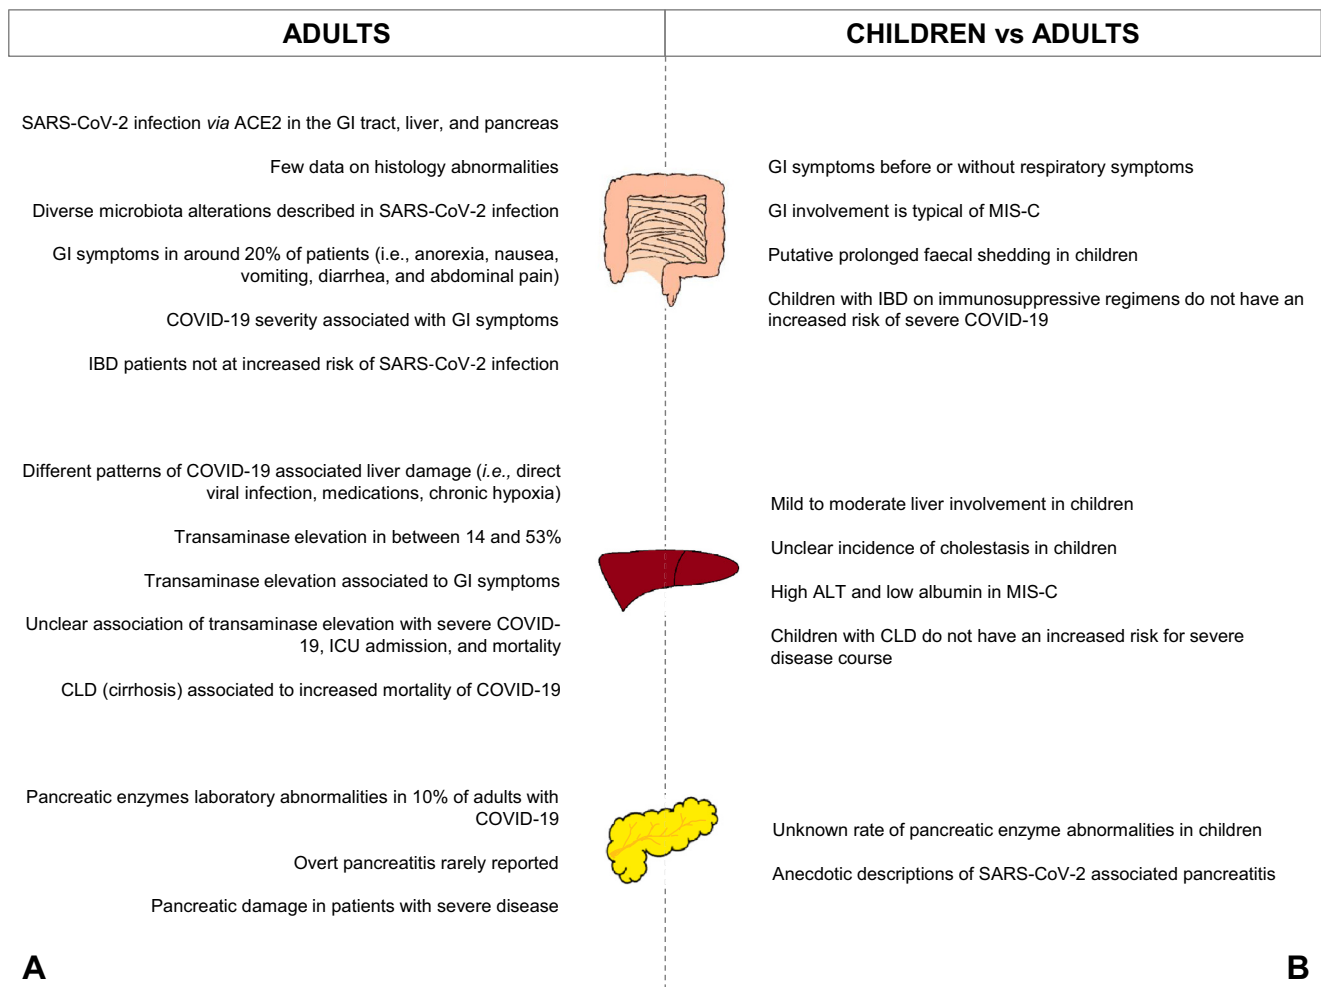 ADULTS
CHILDREN vs ADULTS
SARS-CoV-2 infection via ACE2 in the GI tract, liver, and pancreas
Few data on histology abnormalities
Diverse microbiota alterations described in SARS-CoV-2 infection
GI symptoms in around 20% of patients (i.e., anorexia, nausea,
vomiting, diarrhea, and abdominal pain)
COVID-19 severity associated with GI symptoms
IBD patients not at increased risk of SARS-CoV-2 infection
GI symptoms before or without respiratory symptoms
GI involvement is typical of MIS-C
Putative prolonged faecal shedding in children
Children with IBD on immunosuppressive regimens do not have an
increased risk of severe COVID-19
Different patterns of COVID-19 associated liver damage (i.e., direct
viral infection, medications, chronic hypoxia)
Transaminase elevation in between 14 and 53%
Transaminase elevation associated to GI symptoms
Unclear association of transaminase elevation with severe COVID-
19, ICU admission, and mortality
CLD (cirrhosis) associated to increased mortality of COVID-19
Mild to moderate liver involvement in children
Unclear incidence of cholestasis in children
High ALT and low albumin in MIS-C
Children with CLD do not have an increased risk for severe
disease course
Pancreatic enzymes laboratory abnormalities in 10% of adults with
COVID-19
Overt pancreatitis rarely reported
Pancreatic damage in patients with severe disease
Unknown rate of pancreatic enzyme abnormalities in children
Anecdotic descriptions of SARS-CoV-2 associated pancreatitis
A
B